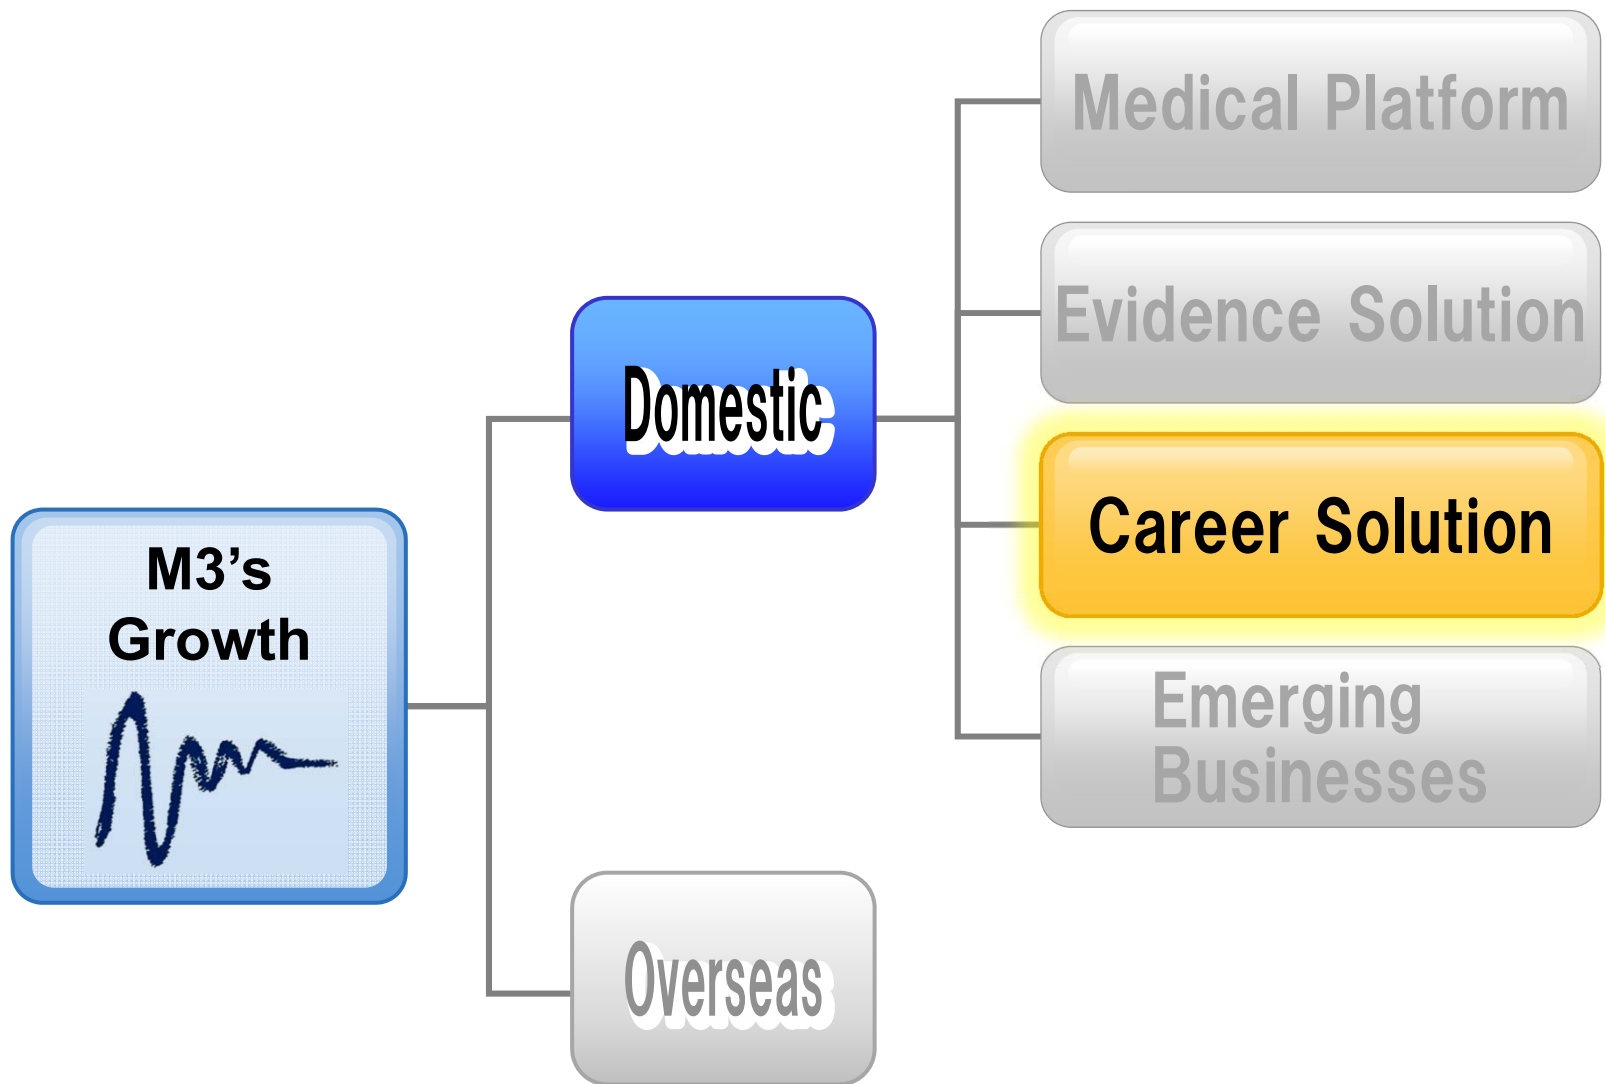 M3’s
Growth
Domestic
Overseas
Medical Platform
Evidence Solution
Career Solution
Emerging
Businesses